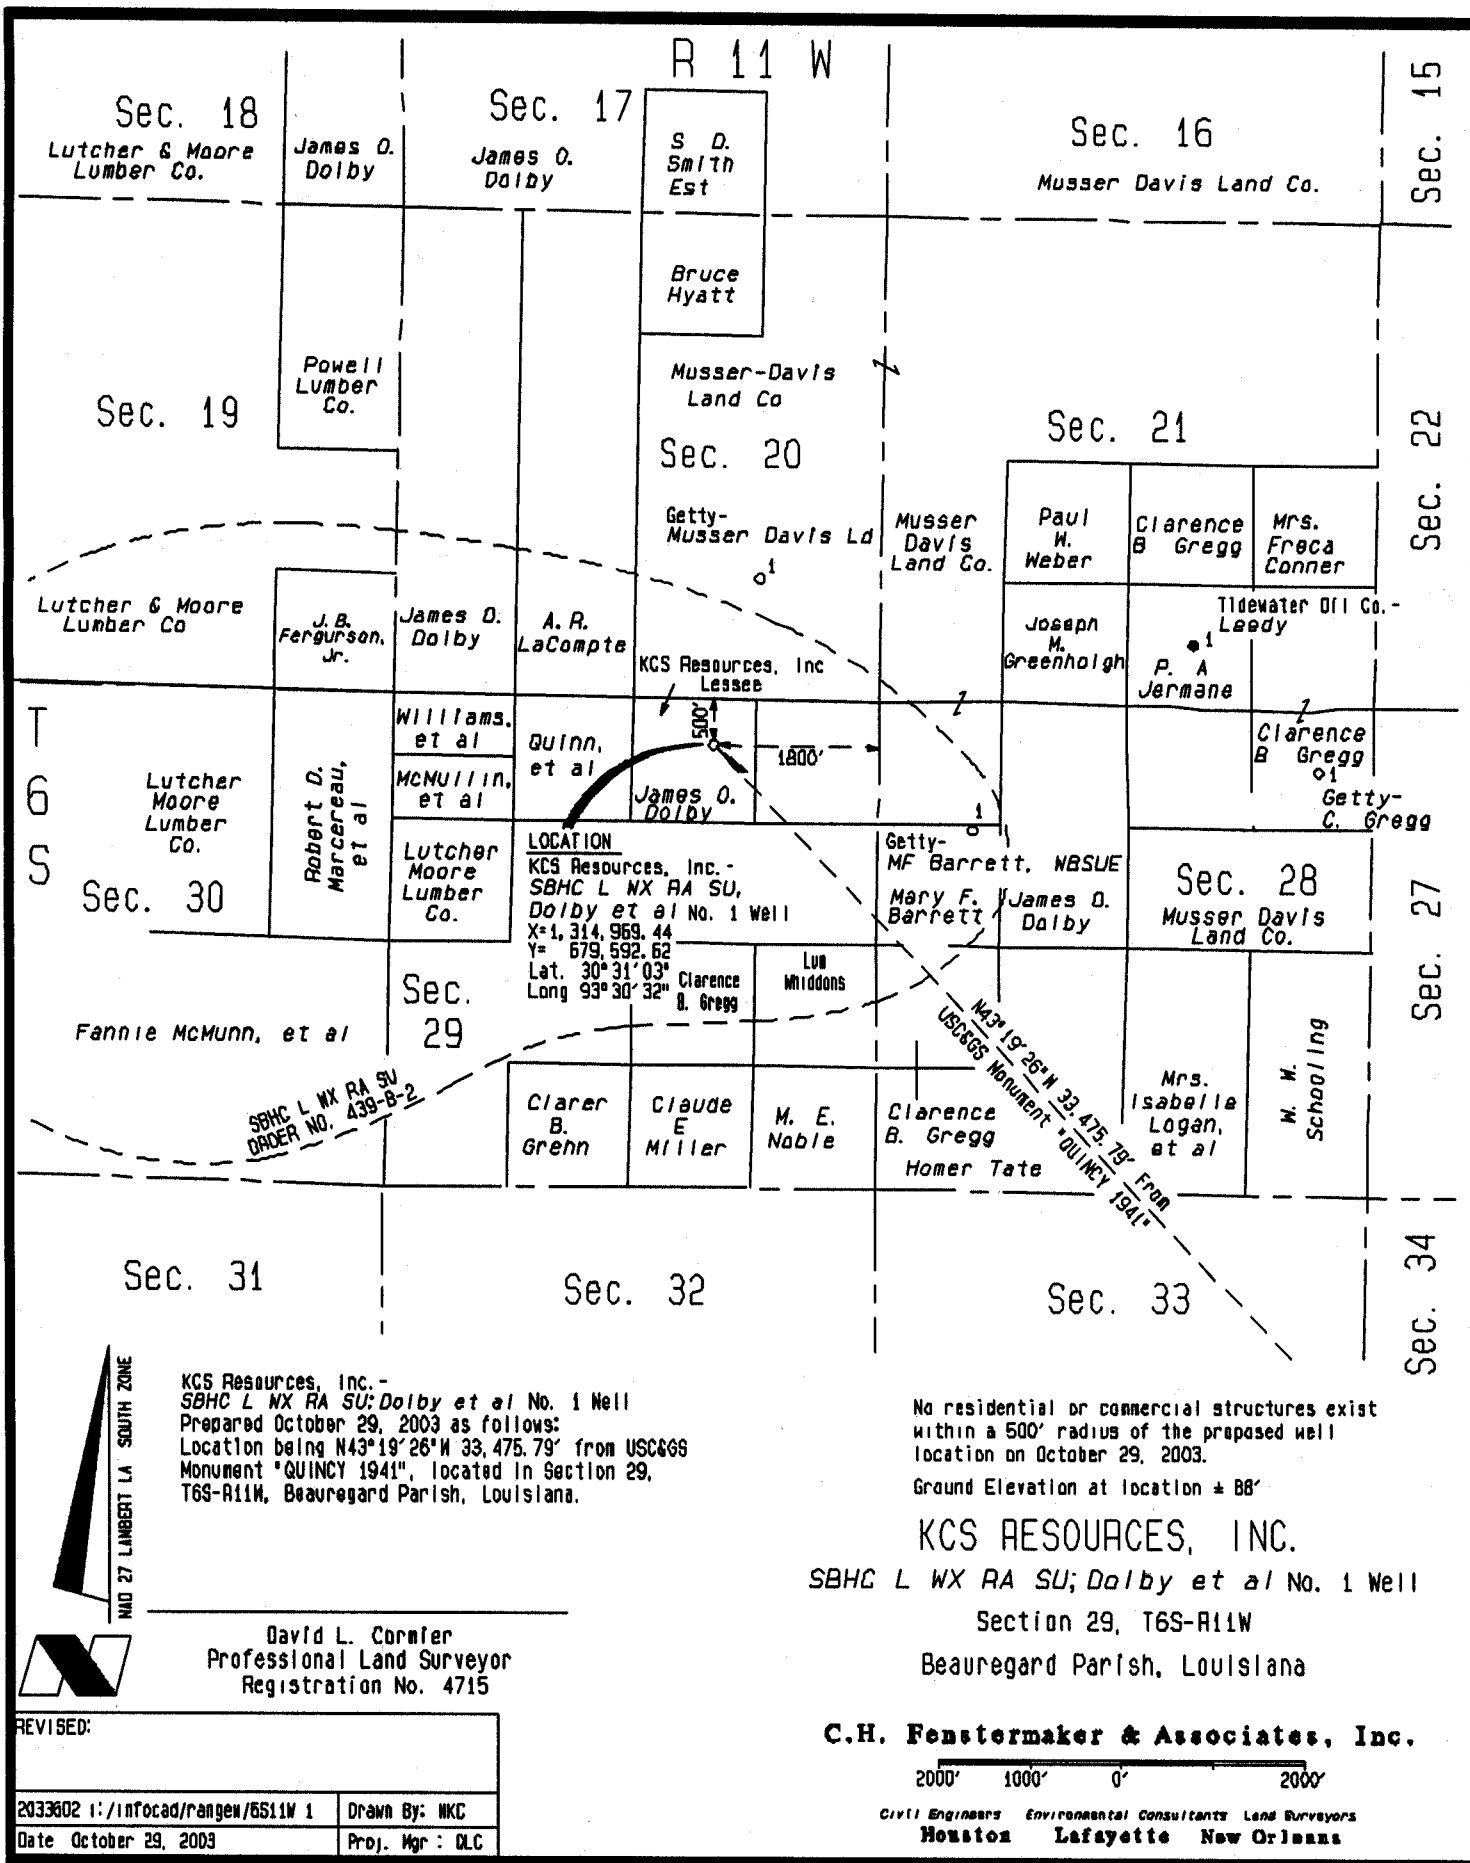 R 11 W
Sec. 18
Lutcher & Moore
Lumber Co.
James O.
Dolby
Sec. 17
James O.
Dolby
S D.
Smith
Est
Sec. 16
Musser Davis Land Co.
Sec. 15
Bruce
Hyatt
Powell
Lumber
Co.
Sec. 19
Musser-Davis
Land Co
Sec. 20
Sec. 21
Sec. 22
Getty-
Musser Davis Ld
1
Musser
Davis
Land Co.
Paul
W.
Weber
Clarence
B Gregg
Mrs.
Freca
Conner
Lutcher & Moore
Lumber Co
J. B.
Fergurson,
Jr.
James O.
Dolby
A. R.
LaCompte
KCS Resources, Inc
Lessee
Joseph
M.
Greenholgh
Tidewater Oil Co.-
Leedy
1
P. A
Jermane
T
6
S
Lutcher
Moore
Lumber
Co.
Sec. 30
Robert D.
Marcereau,
et al
Williams,
et al
McMullin,
et al
Quinn,
et al
500'
1800'
James O.
Dolby
Clarence
B Gregg
1
Getty-
C. Gregg
Lutcher
Moore
Lumber
Co.
LOCATION
KCS Resources, Inc.-
SBHC L WX RA SU,
Dolby et al No. 1 Well
X=1,314,969.44
Y= 679,592.62
Lat. 30°31'03"
Long 93°30'32"
Clarence
B. Gregg
Lum
Whiddons
1
Getty-
MF Barrett, WBSUE
Mary F.
Barrett
James O.
Dolby
Sec. 28
Musser Davis
Land Co.
Sec. 27
Fannie McMunn, et al
Sec.
29
SBHC L WX RA SU
ORDER NO. 439-B-2
Clarer
B.
Grehn
Claude
E
Miller
M. E.
Noble
Clarence
B. Gregg
Homer Tate
N43°19'26"W 33,475.79' From
USC&GS Monument "QUINCY 1941"
Mrs.
Isabelle
Logan,
et al
W. W.
Schooling
Sec. 31
Sec. 32
Sec. 33
Sec. 34
NAD 27 LAMBERT LA SOUTH ZONE
KCS Resources, Inc.-
SBHC L WX RA SU;Dolby et al No. 1 Well
Prepared October 29, 2003 as follows:
Location being N43°19'26"W 33,475.79' from USC&GS
Monument "QUINCY 1941", located in Section 29,
T6S-R11W, Beauregard Parish, Louisiana.
No residential or commercial structures exist
within a 500' radius of the proposed well
location on October 29, 2003.
Ground Elevation at location ± 88'
KCS RESOURCES, INC.
SBHC L WX RA SU; Dolby et al No. 1 Well
Section 29, T6S-R11W
Beauregard Parish, Louisiana
David L. Cormier
Professional Land Surveyor
Registration No. 4715
REVISED:
2033602 i:/infocad/rangew/6S11W 1
Drawn By: WKC
Date October 29, 2003
Proj. Mgr : DLC
C.H. Fenstermaker & Associates, Inc.
2000' 1000' 0' 2000'
Civil Engineers Environmental Consultants Land Surveyors
Houston Lafayette New Orleans